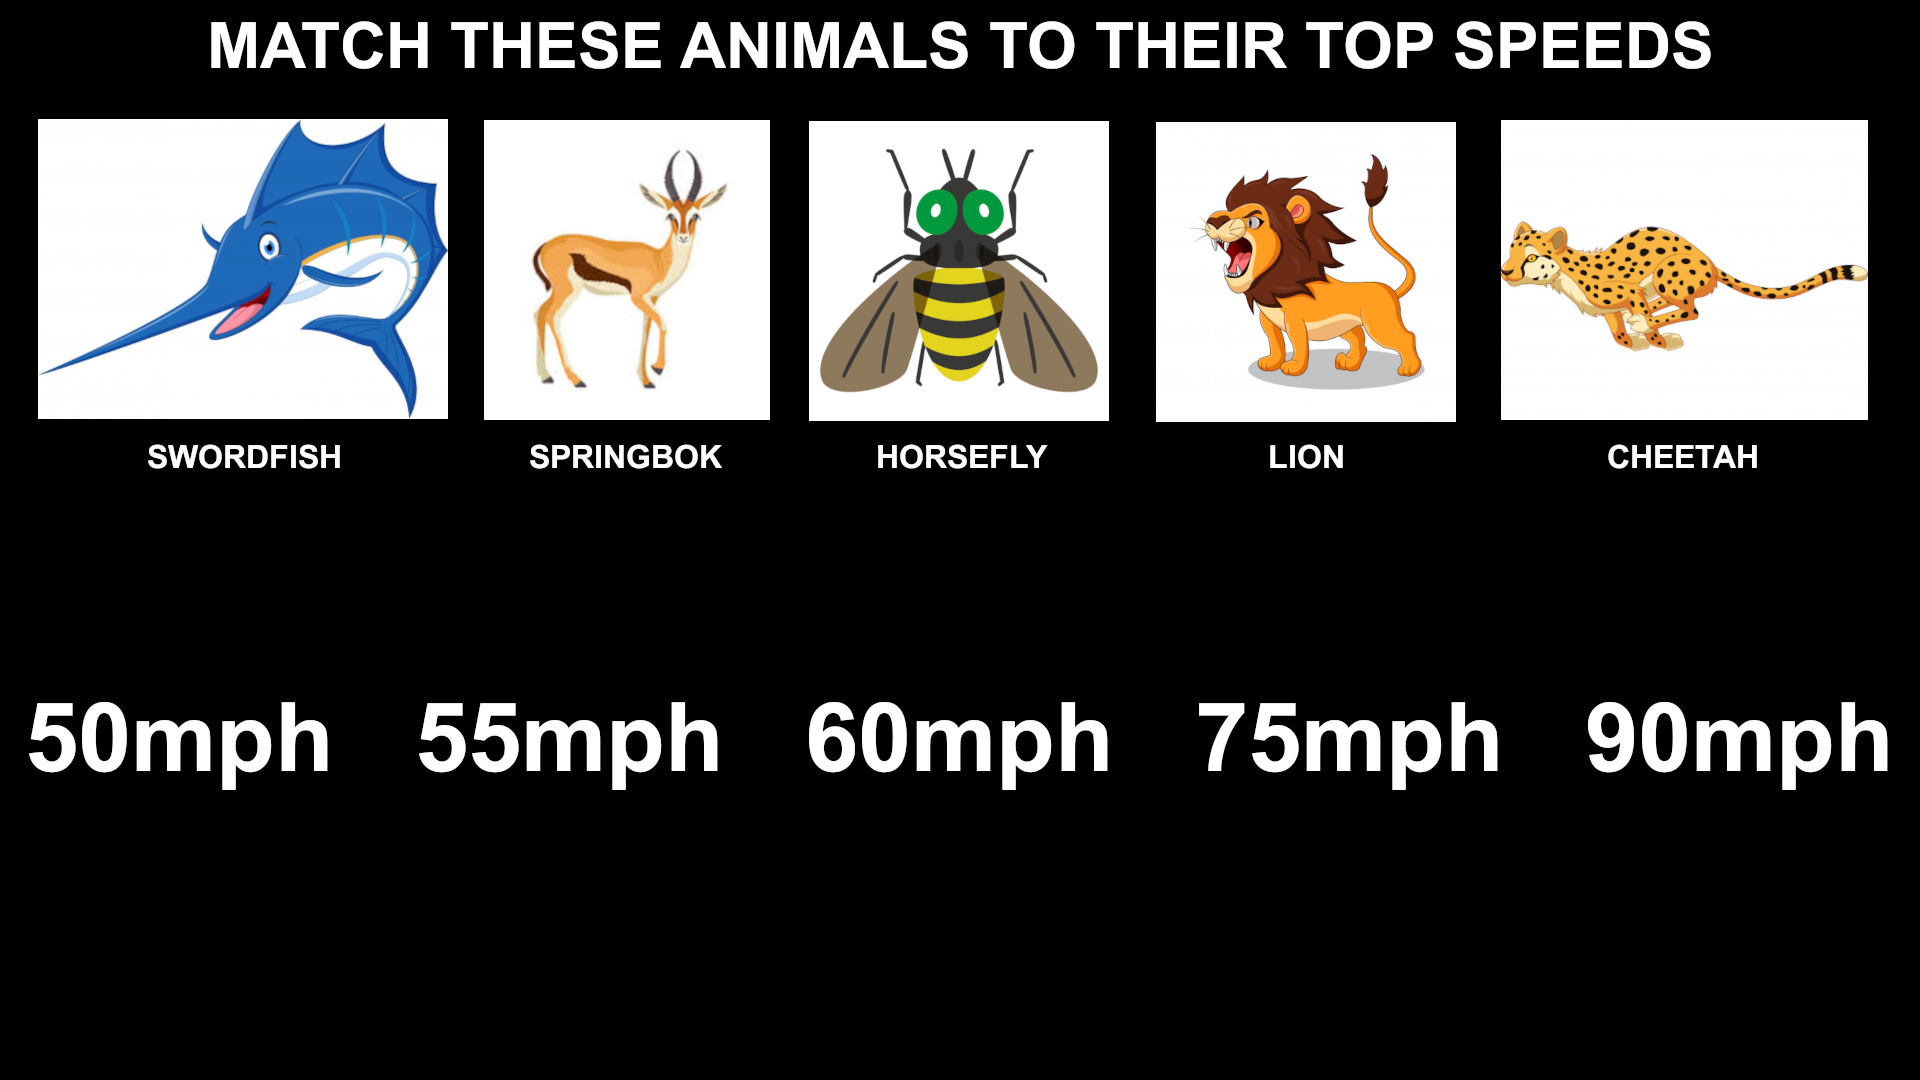 MATCH THESE ANIMALS TO THEIR TOP SPEEDS
SWORDFISH SPRINGBOK HORSEFLY LION CHEETAH
50mph 55mph 60mph 75mph 90mph